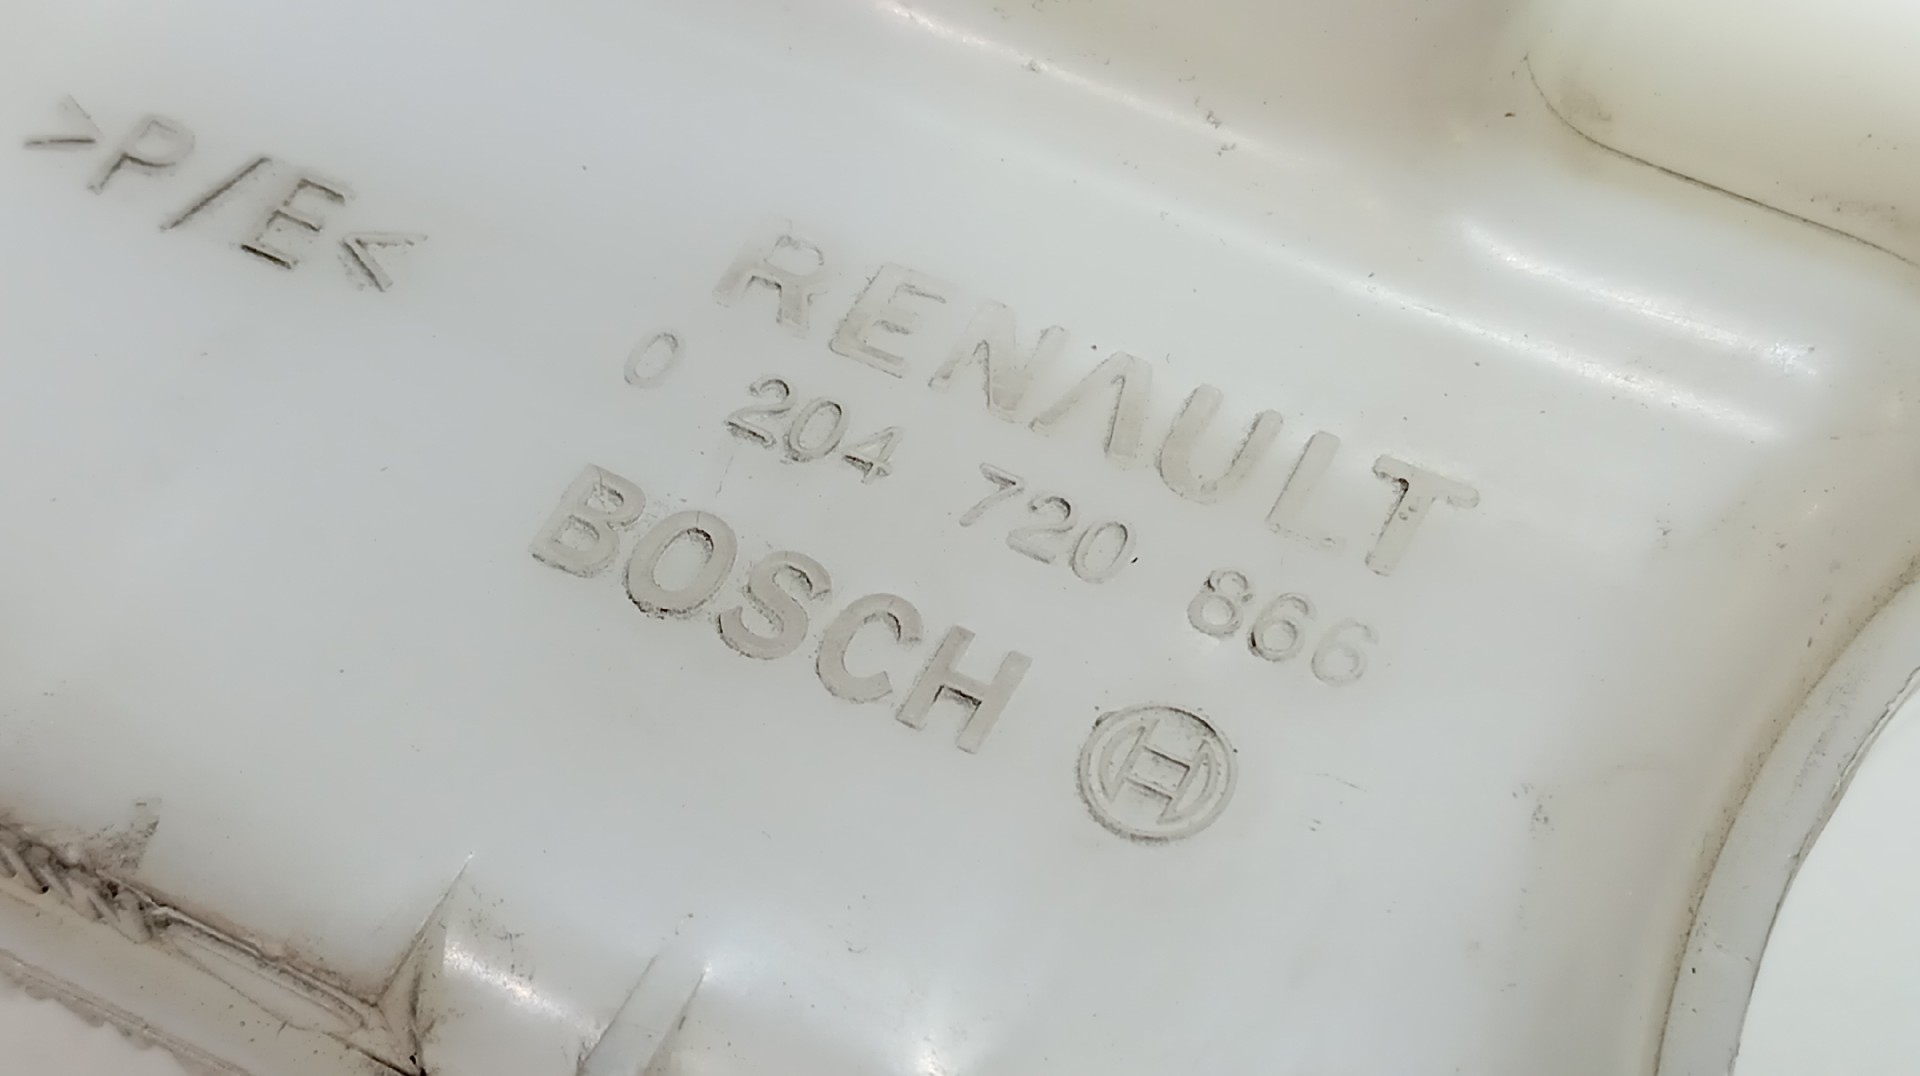 >P/E<
RENAULT
0 204 720 866
BOSCH